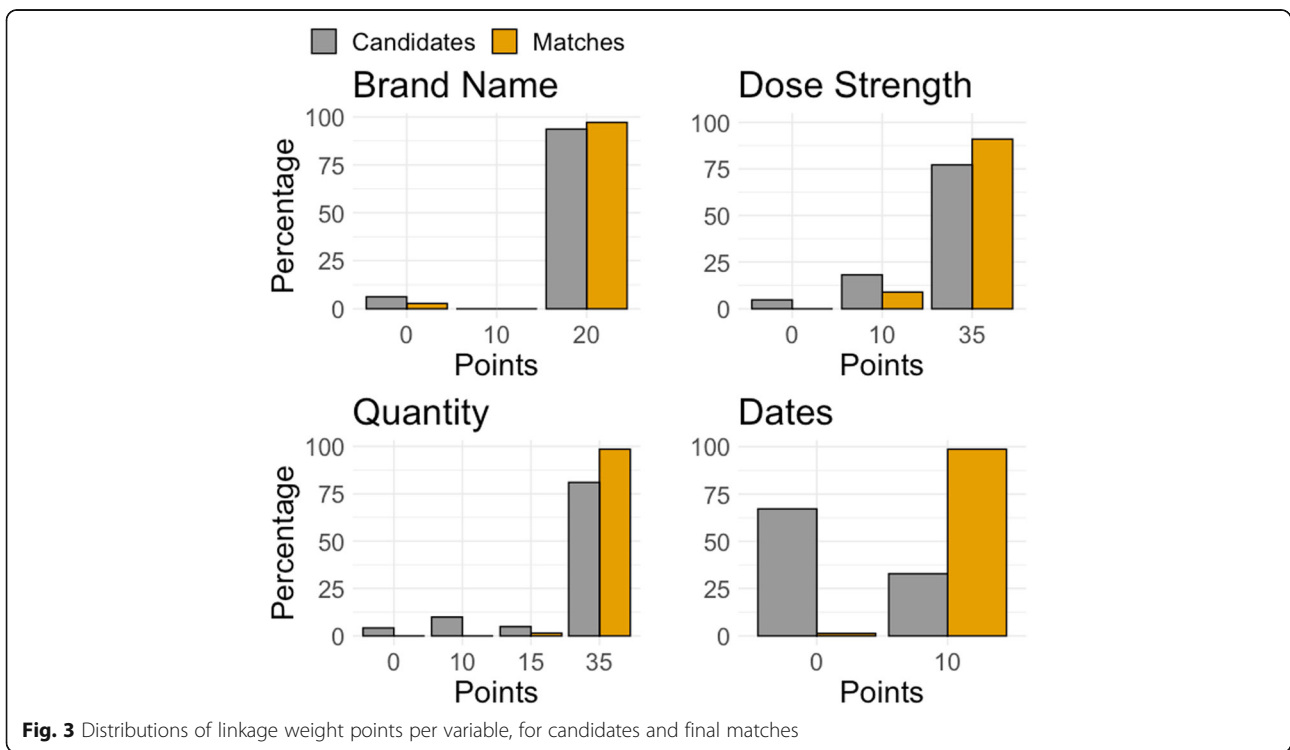 Candidates Matches
Brand Name
Percentage
100
75
50
25
0
0 10 20
Points
Dose Strength
100
75
50
25
0
0 10 35
Points
Quantity
Percentage
100
75
50
25
0
0 10 15 35
Points
Dates
100
75
50
25
0
0 10
Points
Fig. 3 Distributions of linkage weight points per variable, for candidates and final matches